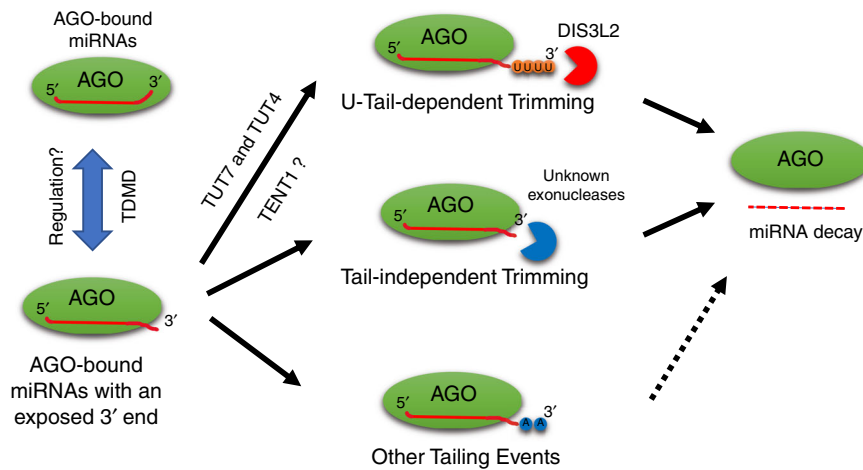 AGO-bound
miRNAs
5′ AGO 3′
Regulation?
TDMD
5′ AGO 3′
AGO-bound
miRNAs with an
exposed 3′ end
TUT7 and TUT4
TENT1 ?
DIS3L2
5′ AGO 3′
U U U U
U-Tail-dependent Trimming
Unknown
exonucleases
5′ AGO 3′
Tail-independent Trimming
5′ AGO 3′
A A
Other Tailing Events
AGO
miRNA decay